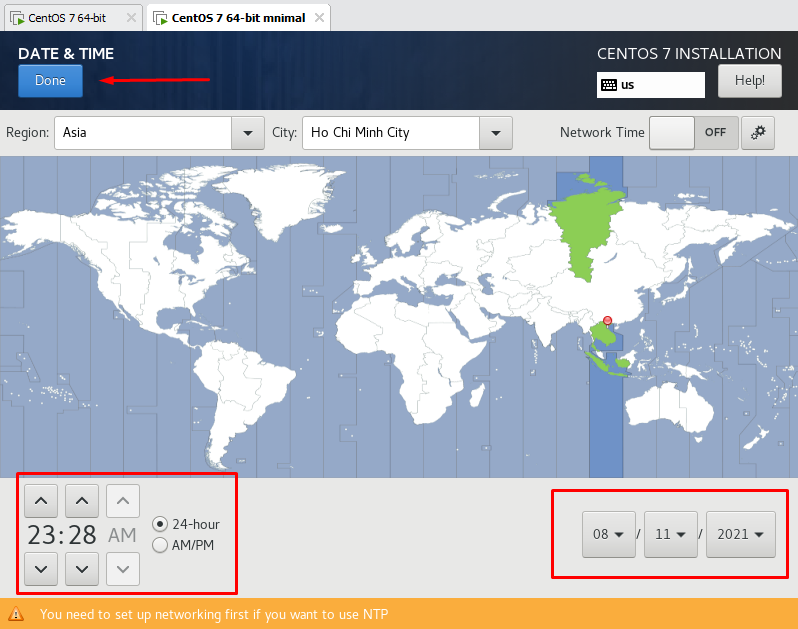 CentOS 7 64-bit
CentOS 7 64-bit mnimal
DATE & TIME
CENTOS 7 INSTALLATION
Done
us
Help!
Region: Asia City: Ho Chi Minh City Network Time OFF
23:28 AM
24-hour
AM/PM
08 / 11 / 2021
You need to set up networking first if you want to use NTP